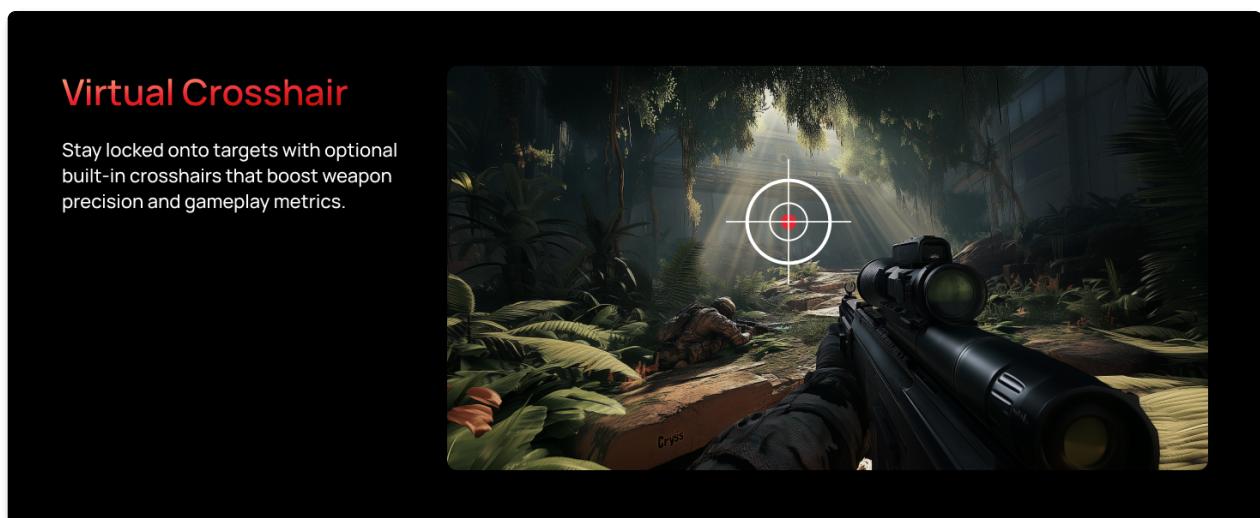 Virtual Crosshair
Stay locked onto targets with optional
built-in crosshairs that boost weapon
precision and gameplay metrics.
Cryss